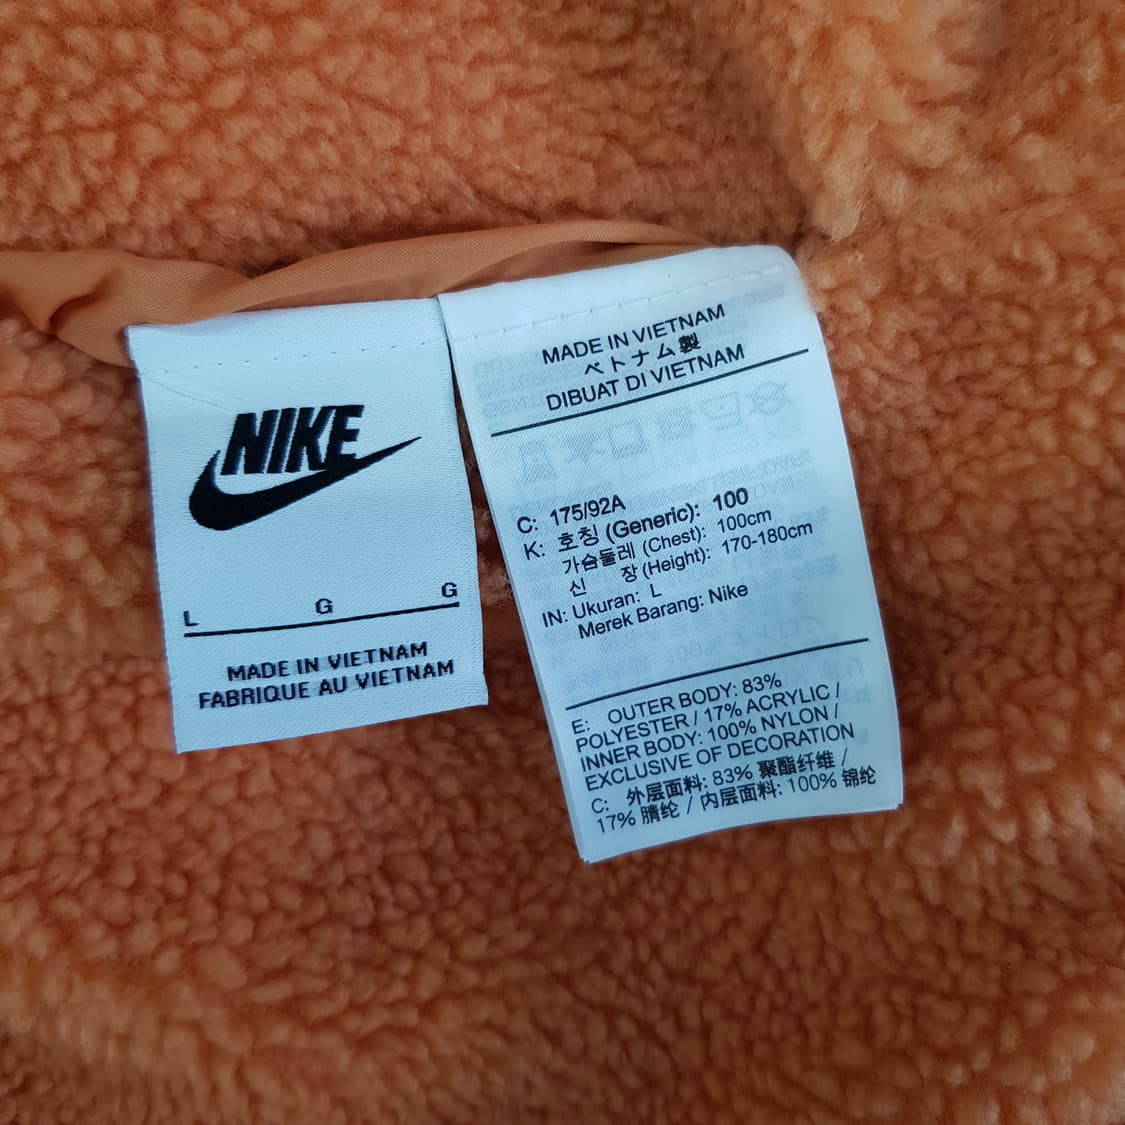 NIKE
L G G
MADE IN VIETNAM
FABRIQUE AU VIETNAM
MADE IN VIETNAM
ベトナム製
DIBUAT DI VIETNAM
C: 175/92A
K: 호칭 (Generic): 100
가슴둘레 (Chest): 100cm
신 장 (Height): 170-180cm
IN: Ukuran: L
Merek Barang: Nike
E: OUTER BODY: 83%
POLYESTER / 17% ACRYLIC /
INNER BODY: 100% NYLON /
EXCLUSIVE OF DECORATION
C: 外层面料: 83% 聚酯纤维 /
17% 腈纶 / 内层面料: 100% 锦纶